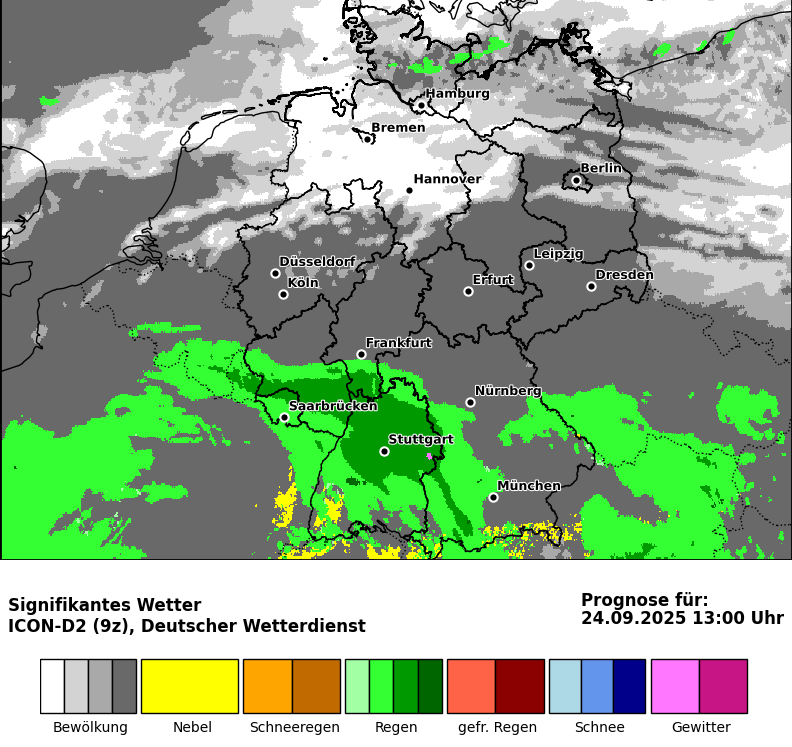 Hamburg
Bremen
Berlin
Hannover
Leipzig
Düsseldorf
Dresden
Köln
Erfurt
Frankfurt
Nürnberg
Saarbrücken
Stuttgart
München
Signifikantes Wetter
ICON-D2 (9z), Deutscher Wetterdienst
Prognose für:
24.09.2025 13:00 Uhr
Bewölkung Nebel Schneeregen Regen gefr. Regen Schnee Gewitter